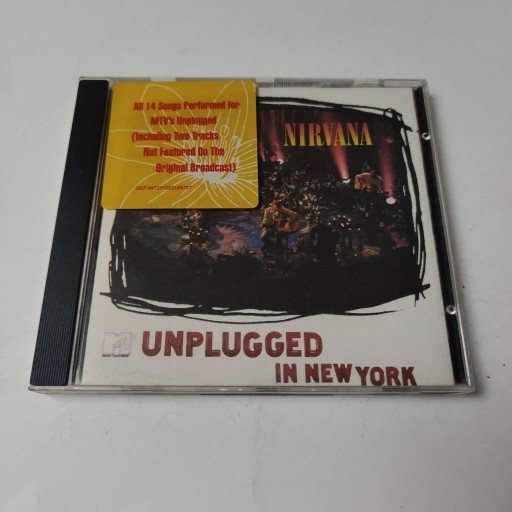 All 14 Songs Performed for
MTV's Unplugged
(Including Two Tracks
Not Featured On The
Original Broadcast)
NIRVANA
MTV
UNPLUGGED
IN NEW YORK